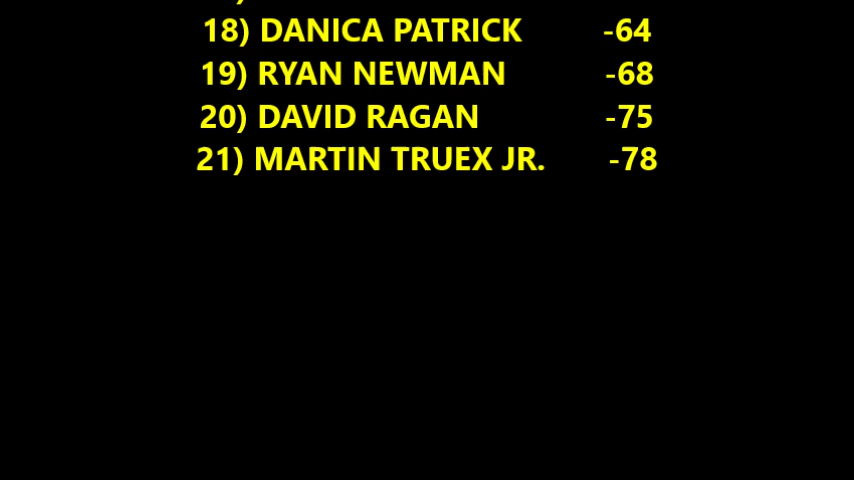 18) DANICA PATRICK -64
19) RYAN NEWMAN -68
20) DAVID RAGAN -75
21) MARTIN TRUEX JR. -78